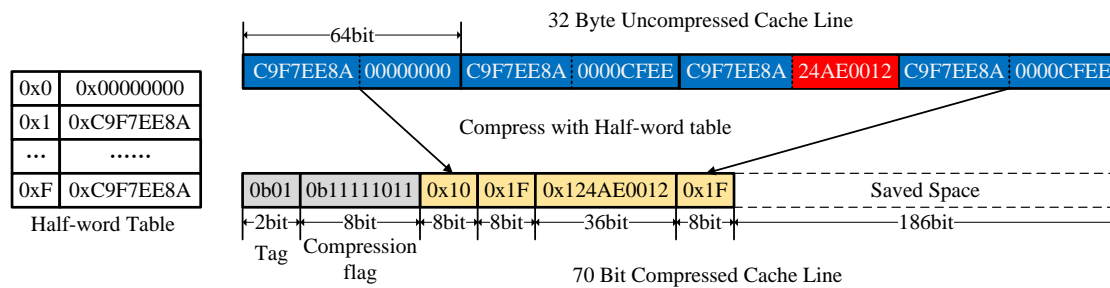 32 Byte Uncompressed Cache Line
64bit
C9F7EE8A 00000000 C9F7EE8A 0000CFEE C9F7EE8A 24AE0012 C9F7EE8A 0000CFEE
0x0 0x00000000
0x1 0xC9F7EE8A
... ......
0xF 0xC9F7EE8A
Half-word Table
Compress with Half-word table
0b01 0b11111011 0x10 0x1F 0x124AE0012 0x1F Saved Space
2bit 8bit 8bit 8bit 36bit 8bit 186bit
Tag Compression
flag
70 Bit Compressed Cache Line